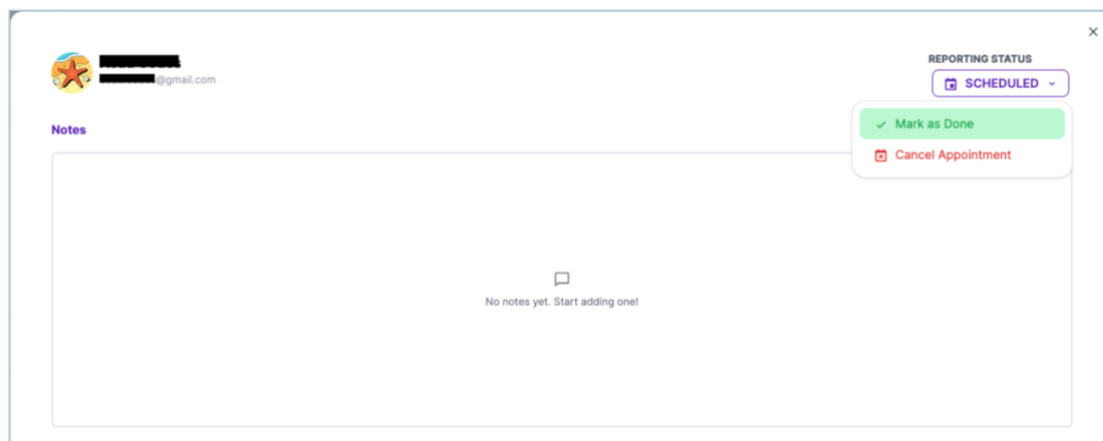 @gmail.com
REPORTING STATUS
SCHEDULED
Mark as Done
Cancel Appointment
Notes
No notes yet. Start adding one!